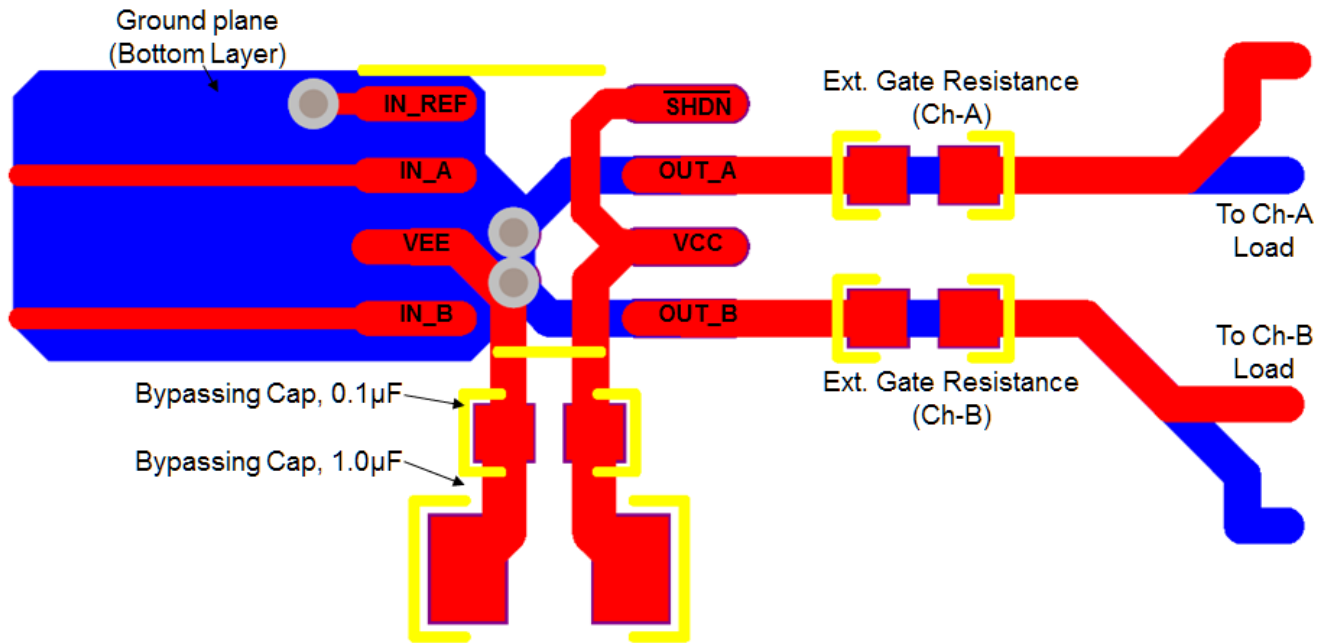 Ground plane
(Bottom Layer)
IN_REF
SHDN
Ext. Gate Resistance
(Ch-A)
IN_A
OUT_A
To Ch-A
Load
VEE
VCC
IN_B
OUT_B
To Ch-B
Load
Ext. Gate Resistance
(Ch-B)
Bypassing Cap, 0.1µF
Bypassing Cap, 1.0µF